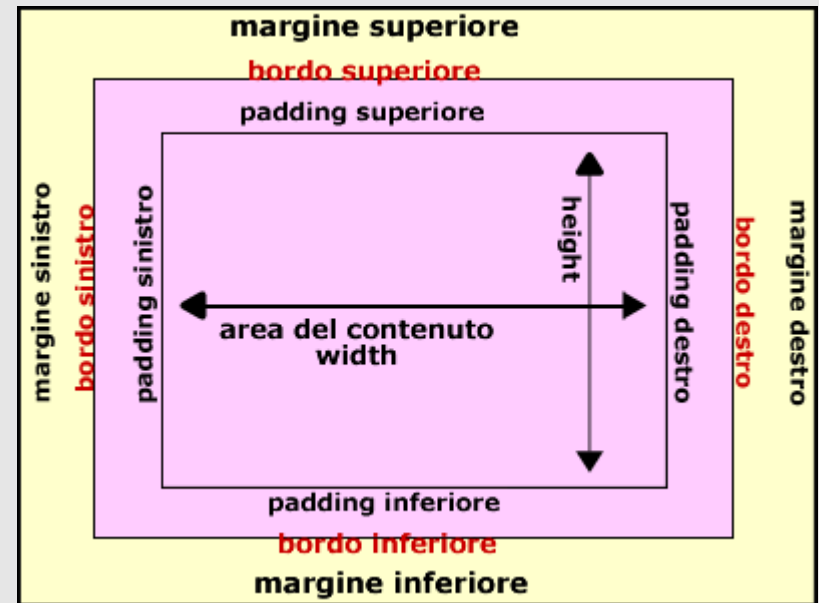 margine superiore
bordo superiore
padding superiore
margine sinistro
bordo sinistro
padding sinistro
height
area del contenuto
width
padding destro
bordo destro
margine destro
padding inferiore
bordo inferiore
margine inferiore